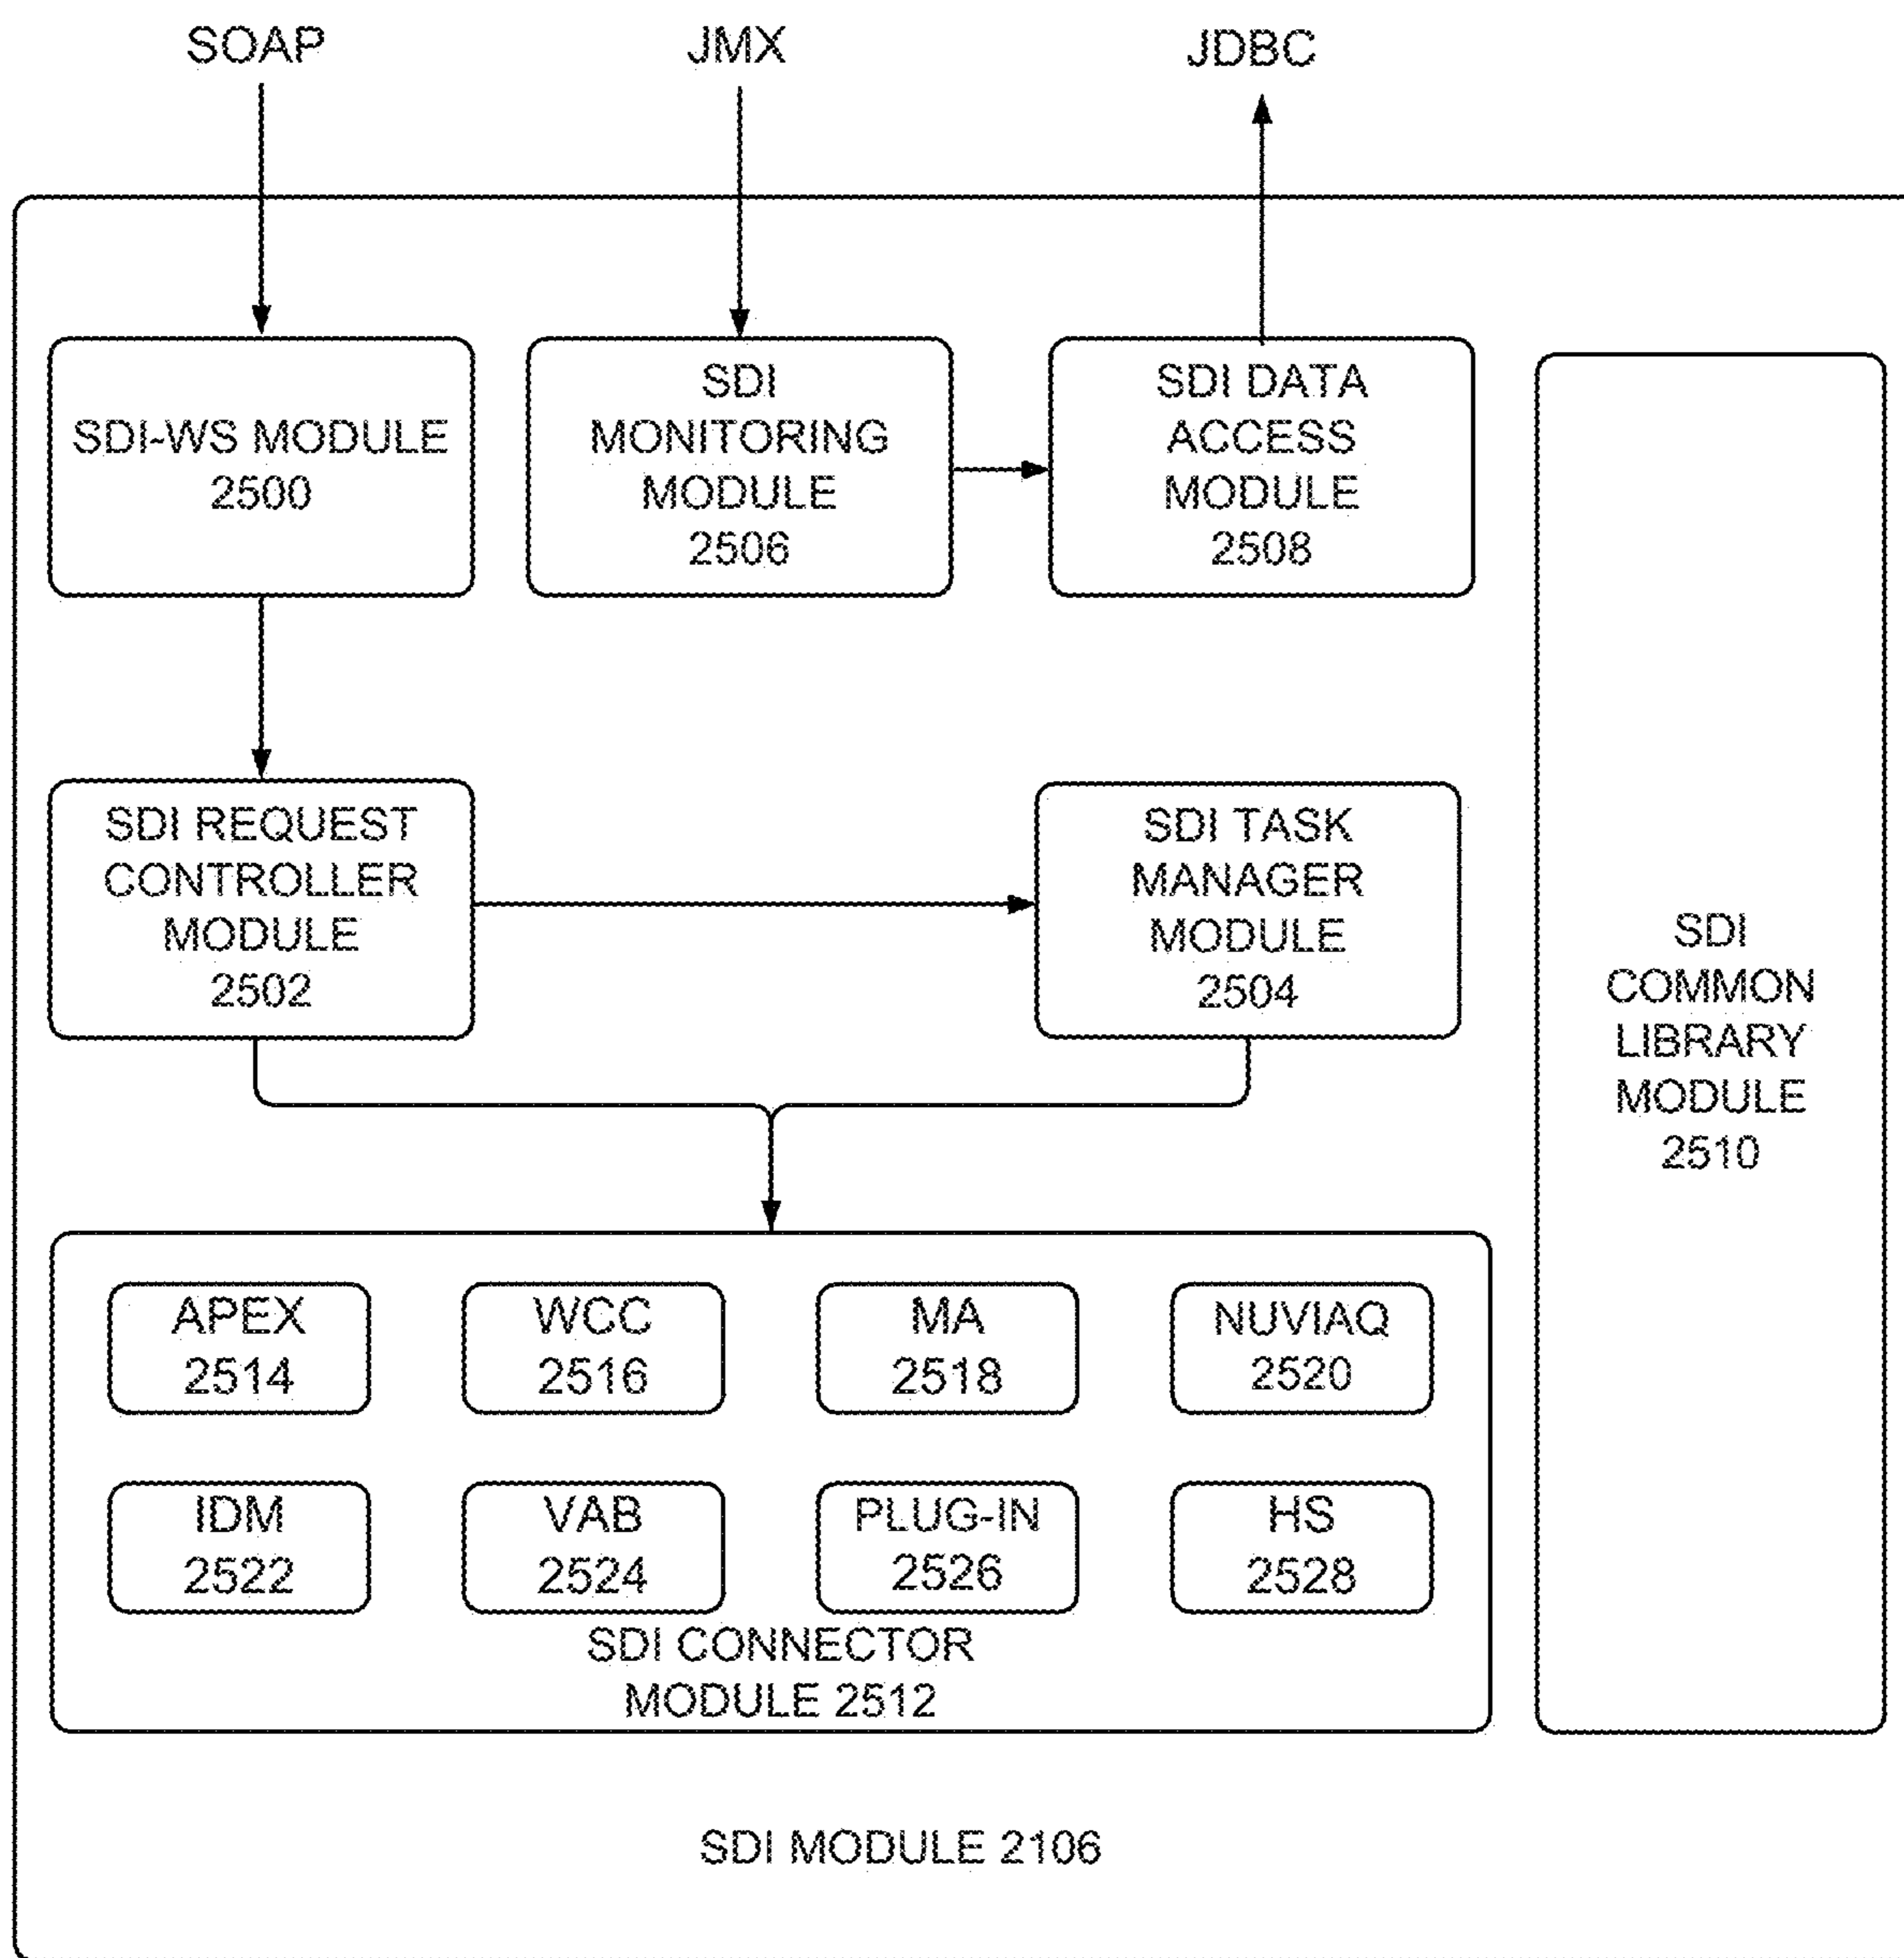 SOAP
JMX
JDBC
SDI-WS MODULE
2500
SDI
MONITORING
MODULE
2506
SDI DATA
ACCESS
MODULE
2508
SDI REQUEST
CONTROLLER
MODULE
2502
SDI TASK
MANAGER
MODULE
2504
SDI
COMMON
LIBRARY
MODULE
2510
APEX
2514
WCC
2516
MA
2518
NUVIAQ
2520
IDM
2522
VAB
2524
PLUG-IN
2526
HS
2528
SDI CONNECTOR
MODULE 2512
SDI MODULE 2106